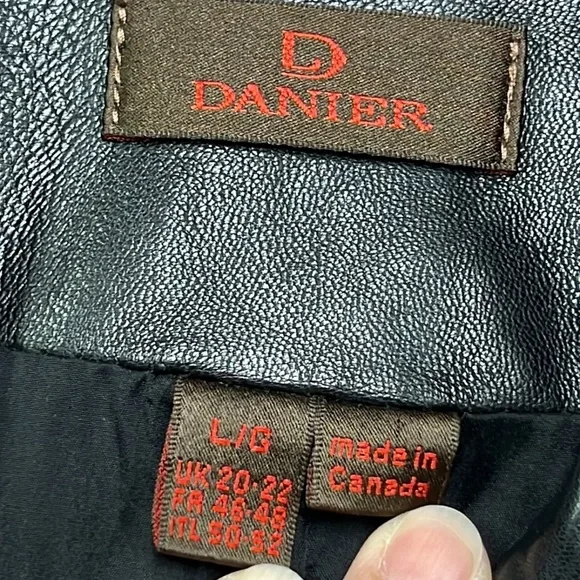 D
DANIER
L/G
UK 20-22
FR 46-48
ITL 50-52
made in
Canada